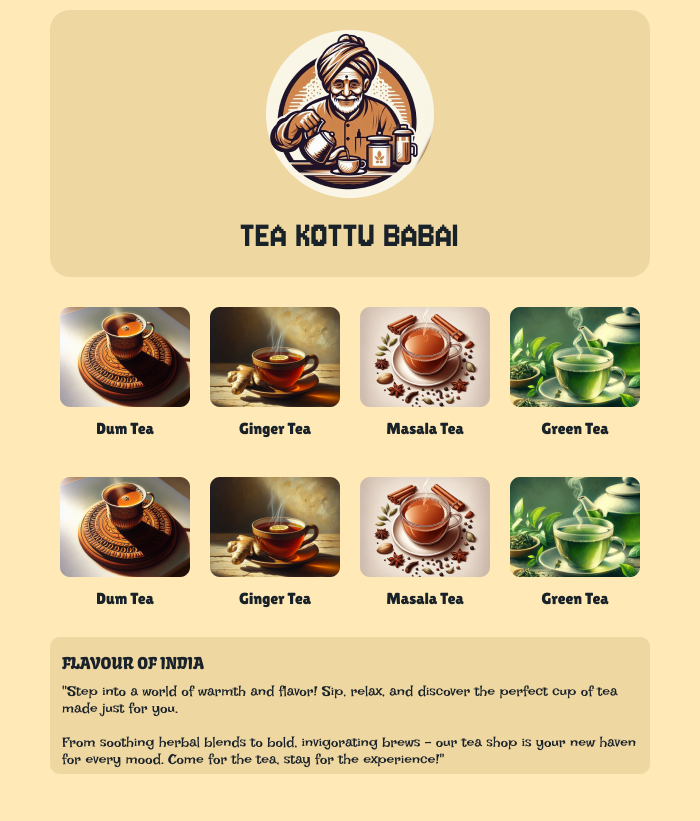 TEA KOTTU BABAI
Dum Tea
Ginger Tea
Masala Tea
Green Tea
Dum Tea
Ginger Tea
Masala Tea
Green Tea
FLAVOUR OF INDIA
"Step into a world of warmth and flavor! Sip, relax, and discover the perfect cup of tea
made just for you.
From soothing herbal blends to bold, invigorating brews – our tea shop is your new haven
for every mood. Come for the tea, stay for the experience!"